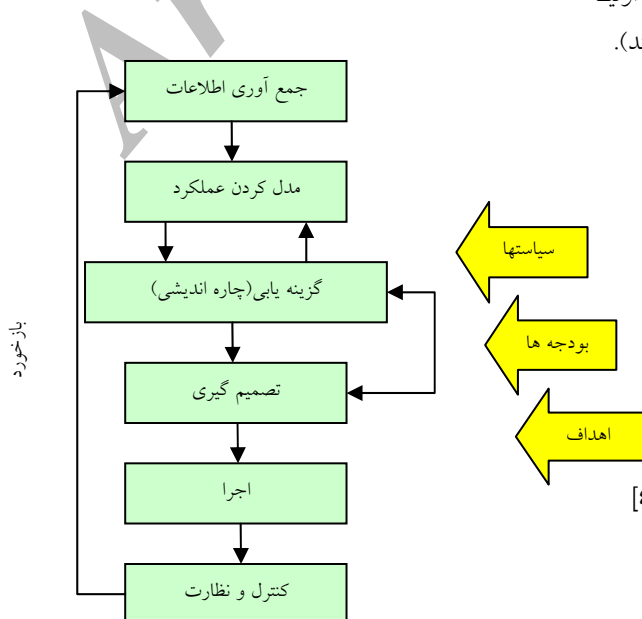 ند).
جمع آوری اطلاعات
مدل کردن عملکرد
گزینه یابی(چاره اندیشی)
تصمیم گیری
اجرا
کنترل و نظارت
سیاستها
بودجه ها
اهداف
بازخورد